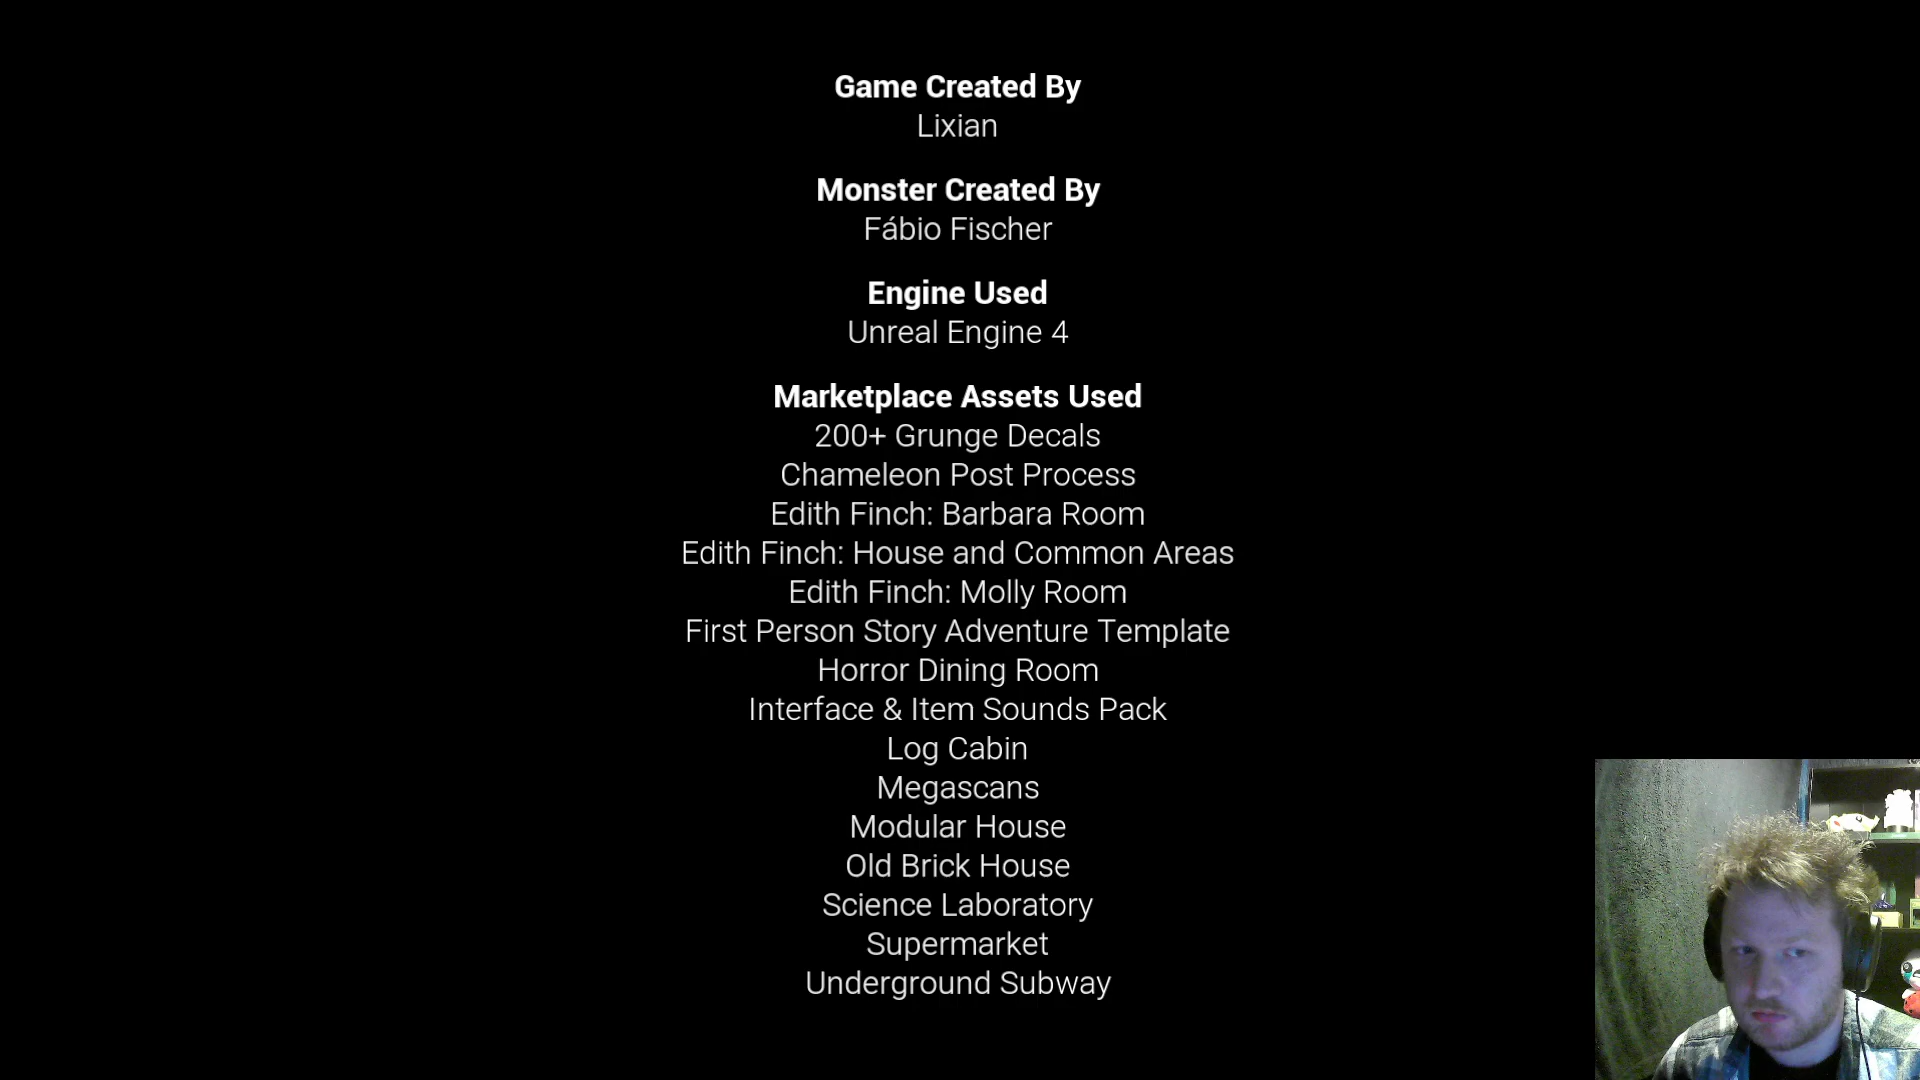 Game Created By
Lixian
Monster Created By
Fábio Fischer
Engine Used
Unreal Engine 4
Marketplace Assets Used
200+ Grunge Decals
Chameleon Post Process
Edith Finch: Barbara Room
Edith Finch: House and Common Areas
Edith Finch: Molly Room
First Person Story Adventure Template
Horror Dining Room
Interface & Item Sounds Pack
Log Cabin
Megascans
Modular House
Old Brick House
Science Laboratory
Supermarket
Underground Subway